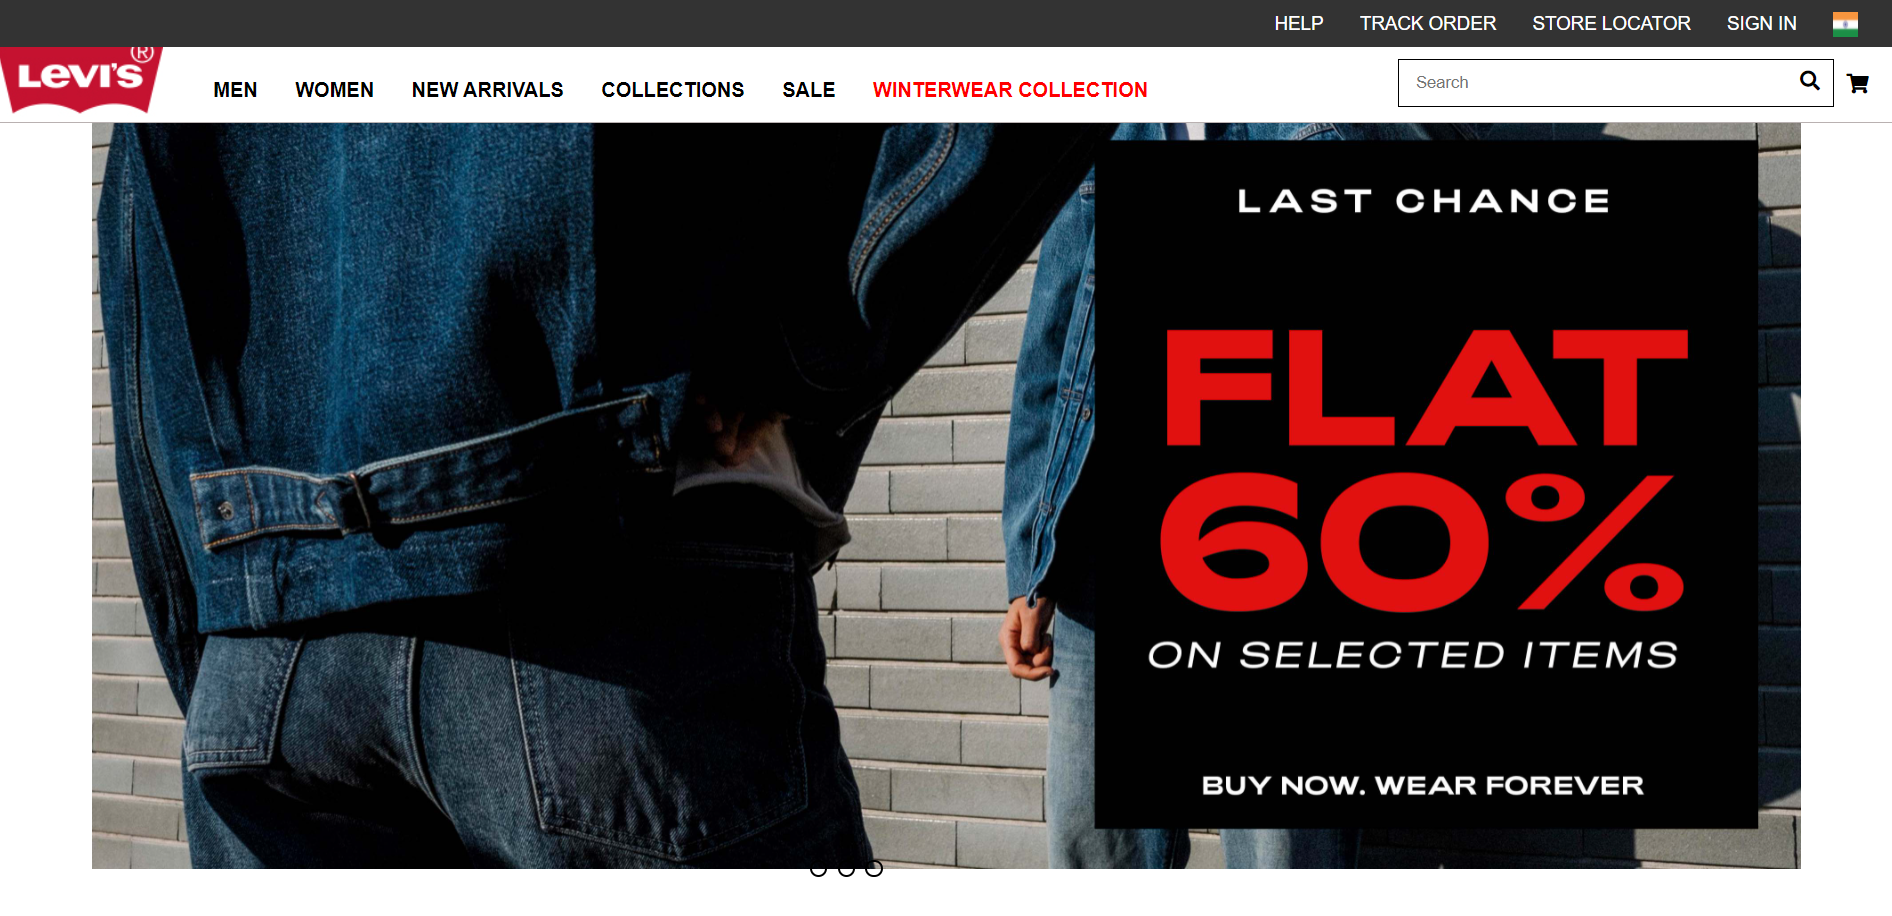 HELP TRACK ORDER STORE LOCATOR SIGN IN
LEVI'S ®
MEN WOMEN NEW ARRIVALS COLLECTIONS SALE WINTERWEAR COLLECTION
Search
LAST CHANCE
FLAT
60%
ON SELECTED ITEMS
BUY NOW. WEAR FOREVER